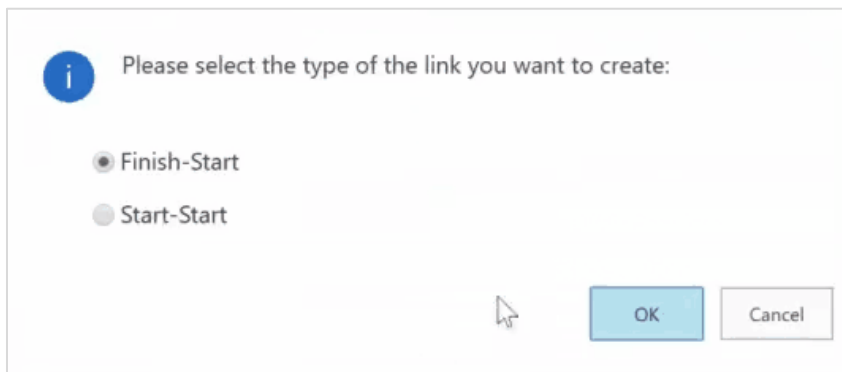 Please select the type of the link you want to create:
Finish-Start
Start-Start
OK
Cancel